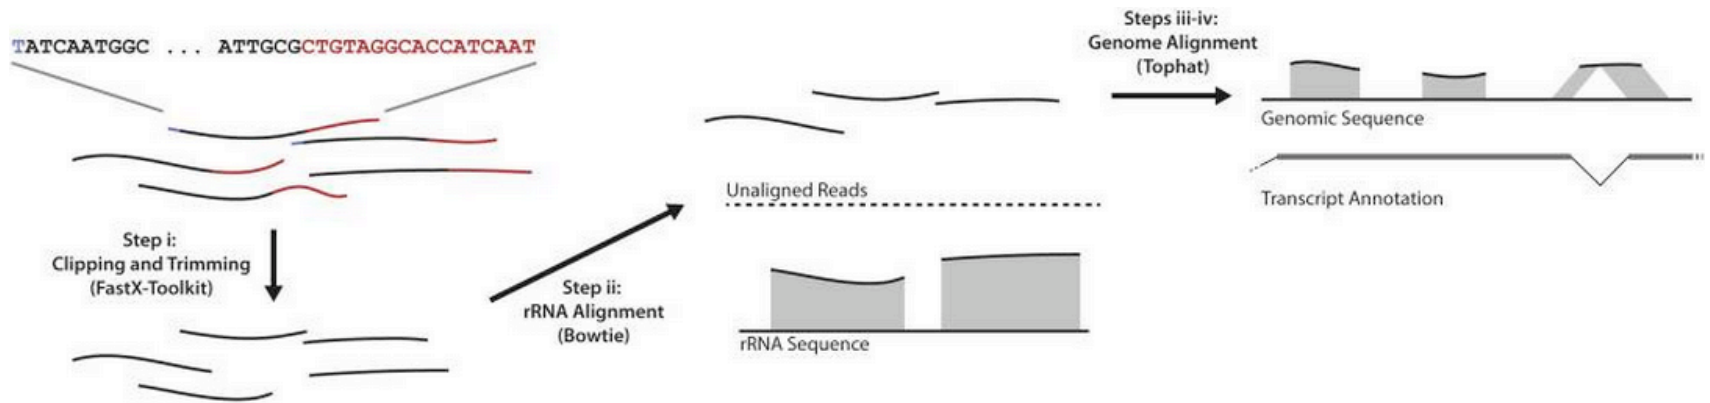 TATCAATGGC ... ATTGCGCTGTAGGCACCATCAAT
Step i:
Clipping and Trimming
(FastX-Toolkit)
Step ii:
rRNA Alignment
(Bowtie)
Unaligned Reads
rRNA Sequence
Steps iii-iv:
Genome Alignment
(Tophat)
Genomic Sequence
Transcript Annotation